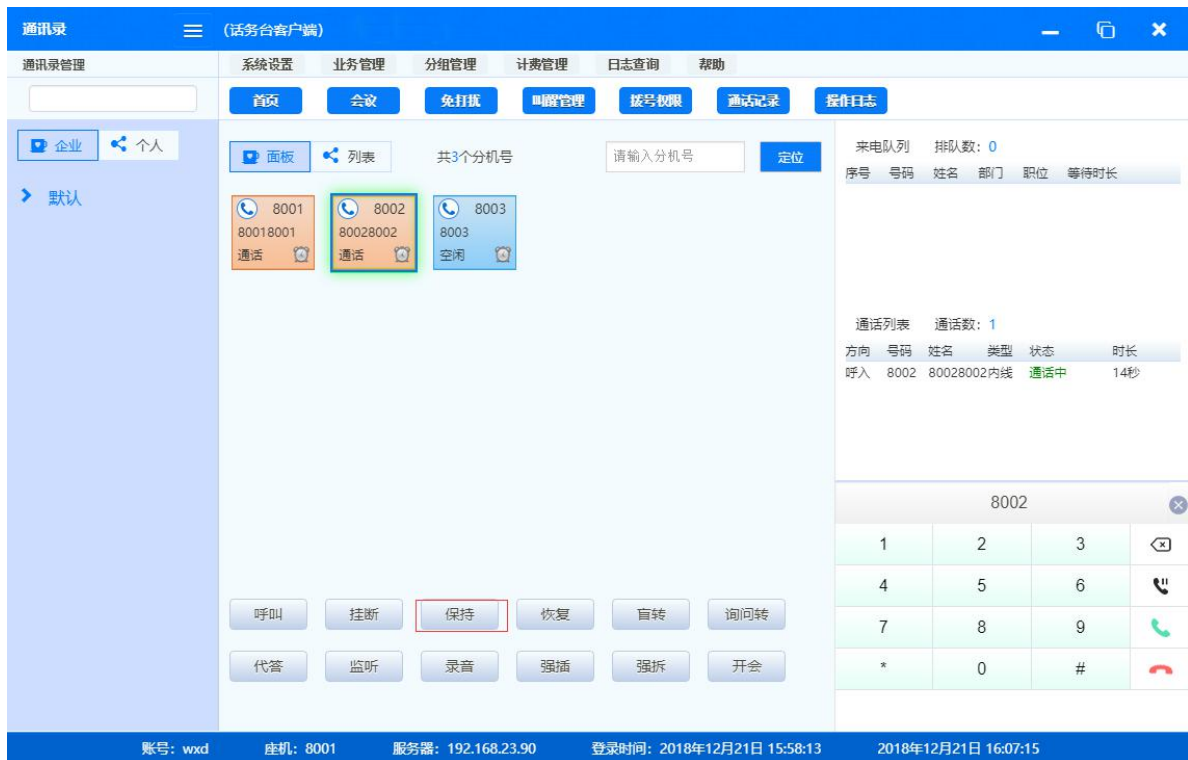 通讯录 (话务台客户端)
通讯录管理 系统设置 业务管理 分组管理 计费管理 日志查询 帮助
首页 会议 免打扰 叫醒管理 拨号权限 通话记录 操作日志
企业 个人
默认
面板 列表 共3个分机号 请输入分机号 定位
8001
80018001
通话
8002
80028002
通话
8003
8003
空闲
来电队列 排队数: 0
序号 号码 姓名 部门 职位 等待时长
通话列表 通话数: 1
方向 号码 姓名 类型 状态 时长
呼入 8002 80028002内线 通话中 14秒
呼叫 挂断 保持 恢复 盲转 询问转
代答 监听 录音 强插 强拆 开会
8002
1 2 3
4 5 6
7 8 9
* 0 #
账号: wxd 座机: 8001 服务器: 192.168.23.90 登录时间: 2018年12月21日 15:58:13 2018年12月21日 16:07:15